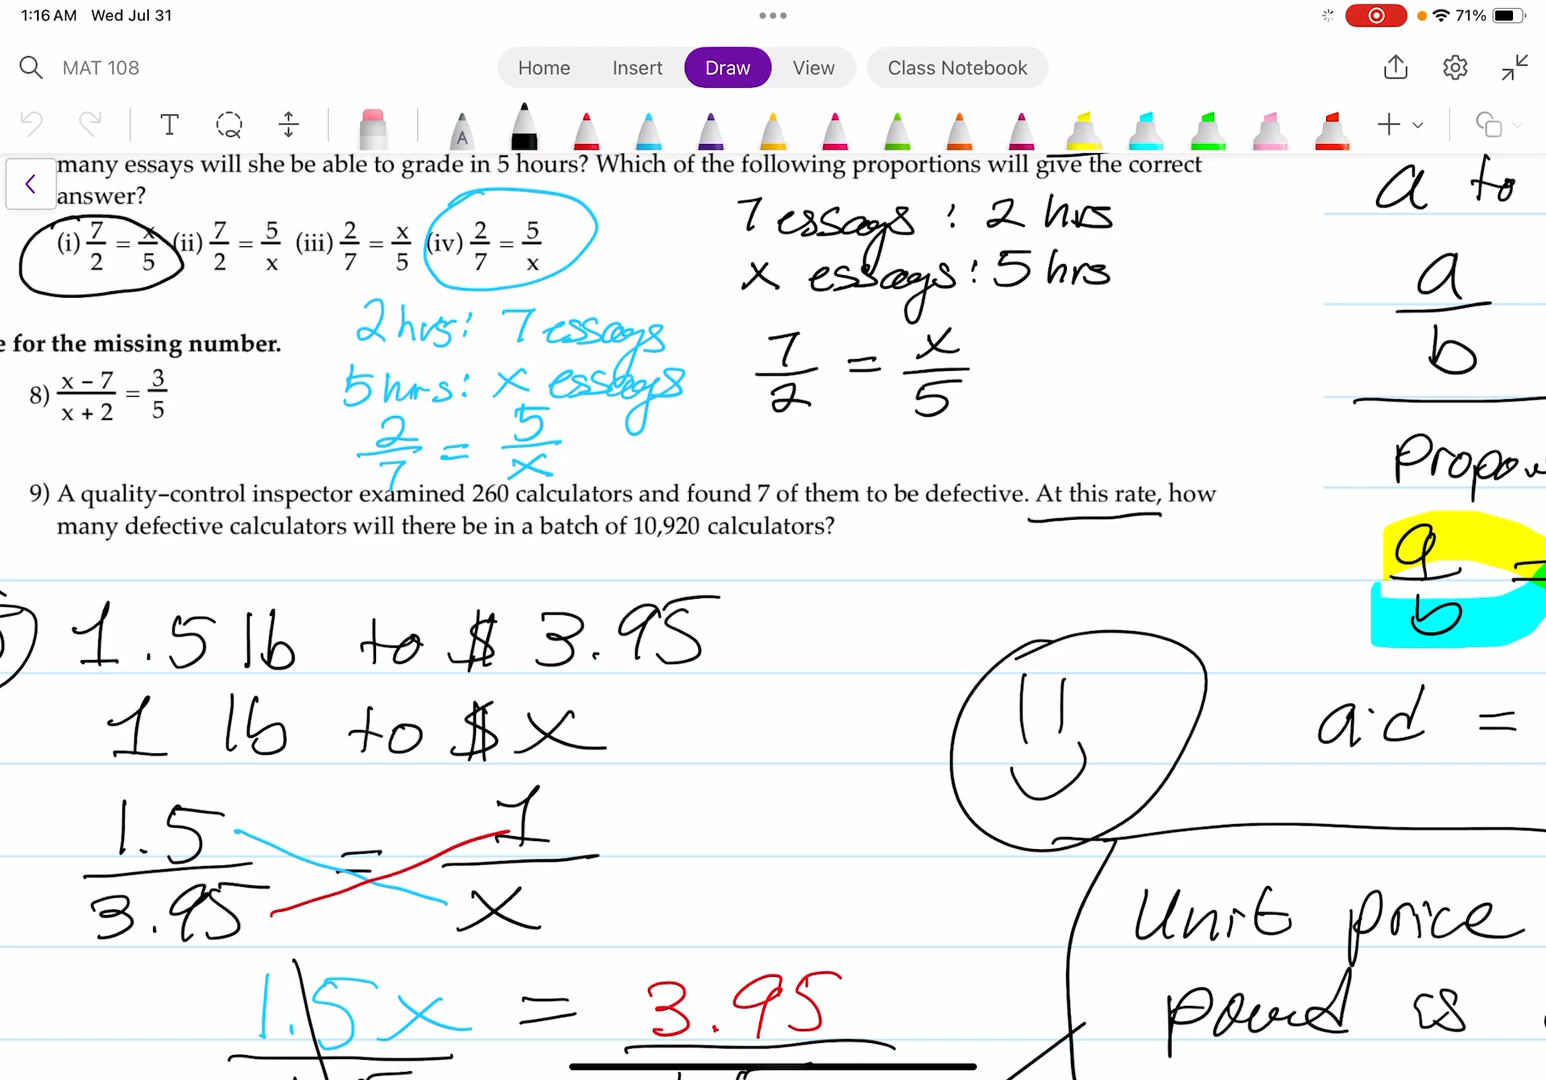 1:16 AM Wed Jul 31
71%
MAT 108
Home Insert Draw View Class Notebook
T
A
many essays will she be able to grade in 5 hours? Which of the following proportions will give the correct
answer?
(i) 7/2 = x/5 (ii) 7/2 = 5/x (iii) 2/7 = x/5 (iv) 2/7 = 5/x
7 essays : 2 hrs
x essays : 5 hrs
7/2 = x/5
2 hrs : 7 essays
5 hrs : x essays
2/7 = 5/x
e for the missing number.
8) x – 7/x + 2 = 3/5
9) A quality–control inspector examined 260 calculators and found 7 of them to be defective. At this rate, how
many defective calculators will there be in a batch of 10,920 calculators?
1.5 lb to $ 3.95
1 lb to $ x
1.5/3.95 = 1/x
1.5x = 3.95
a to
a/b
a/b =
a·d =
Unit price
pound is